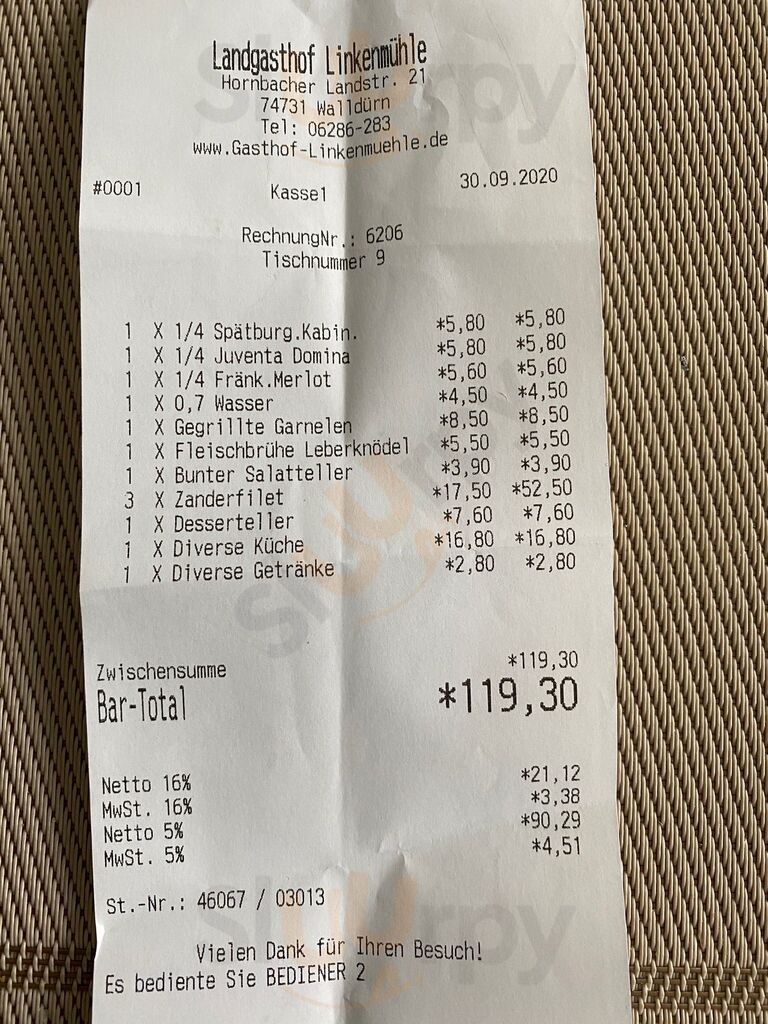 Landgasthof Linkenmühle
Hornbacher Landstr. 21
74731 Walldürn
Tel: 06286-283
www.Gasthof-Linkenmuehle.de
#0001 Kasse1 30.09.2020
RechnungNr.: 6206
Tischnummer 9
1 X 1/4 Spätburg.Kabin. *5,80 *5,80
1 X 1/4 Juventa Domina *5,80 *5,80
1 X 1/4 Fränk.Merlot *5,60 *5,60
1 X 0,7 Wasser *4,50 *4,50
1 X Gegrillte Garnelen *8,50 *8,50
1 X Fleischbrühe Leberknödel *5,50 *5,50
1 X Bunter Salatteller *3,90 *3,90
3 X Zanderfilet *17,50 *52,50
1 X Desserteller *7,60 *7,60
1 X Diverse Küche *16,80 *16,80
1 X Diverse Getränke *2,80 *2,80
Zwischensumme *119,30
Bar-Total *119,30
Netto 16% *21,12
MwSt. 16% *3,38
Netto 5% *90,29
MwSt. 5% *4,51
St.-Nr.: 46067 / 03013
Vielen Dank für Ihren Besuch!
Es bediente Sie BEDIENER 2
Sluurpy
Sluurpy
Sluurpy